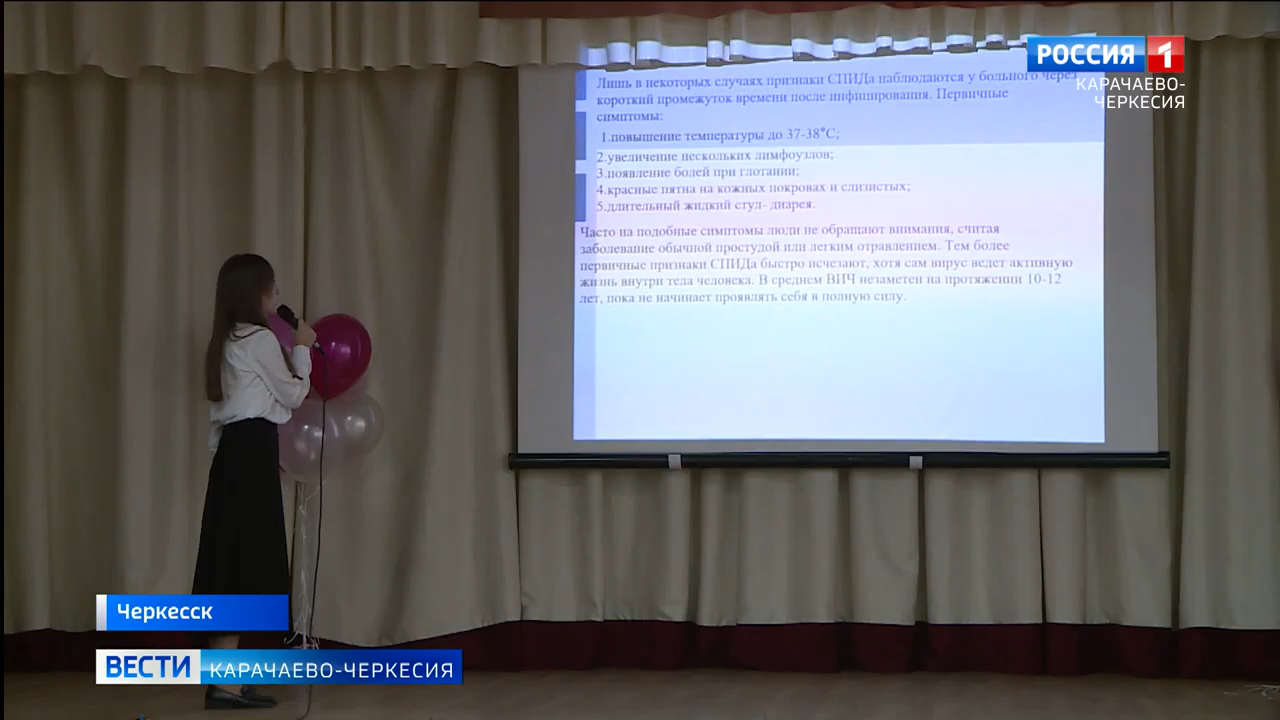 РОССИЯ 1
КАРАЧАЕВО-
ЧЕРКЕСИЯ
Лишь в некоторых случаях признаки СПИДа наблюдаются у больного через
короткий промежуток времени после инфицирования. Первичные
симптомы:
1.повышение температуры до 37-38°С;
2.увеличение нескольких лимфоузлов;
3.появление болей при глотании;
4.красные пятна на кожных покровах и слизистых;
5.длительный жидкий стул- диарея.
Часто на подобные симптомы люди не обращают внимания, считая
заболевание обычной простудой или легким отравлением. Тем более
первичные признаки СПИДа быстро исчезают, хотя сам вирус ведет активную
жизнь внутри тела человека. В среднем ВИЧ незаметен на протяжении 10-12
лет, пока не начинает проявлять себя в полную силу.
Черкесск
ВЕСТИ КАРАЧАЕВО-ЧЕРКЕСИЯ